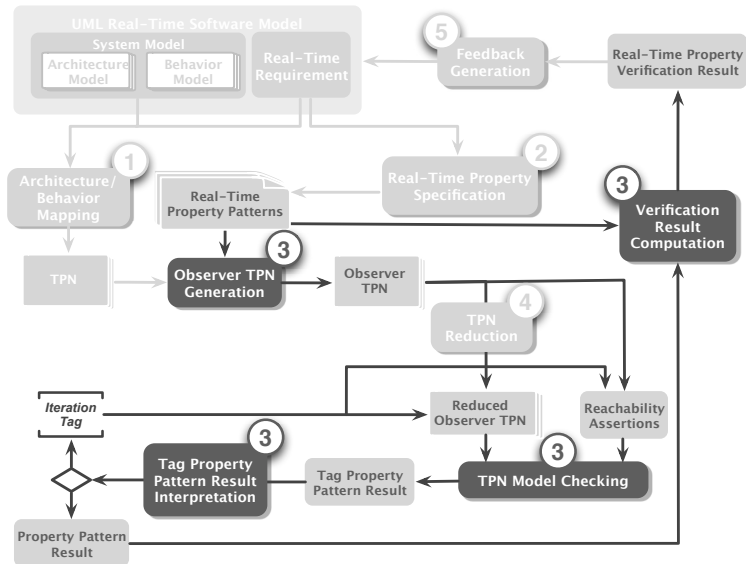 UML Real-Time Software Model
System Model
Architecture
Model
Behavior
Model
Real-Time
Requirement
5
Feedback
Generation
Real-Time Property
Verification Result
1
Architecture/
Behavior
Mapping
2
Real-Time Property
Specification
Real-Time
Property Patterns
3
Verification
Result
Computation
TPN
3
Observer TPN
Generation
Observer
TPN
4
TPN
Reduction
Iteration
Tag
Reduced
Observer TPN
Reachability
Assertions
3
Tag Property
Pattern Result
Interpretation
Tag Property
Pattern Result
3
TPN Model Checking
Property Pattern
Result